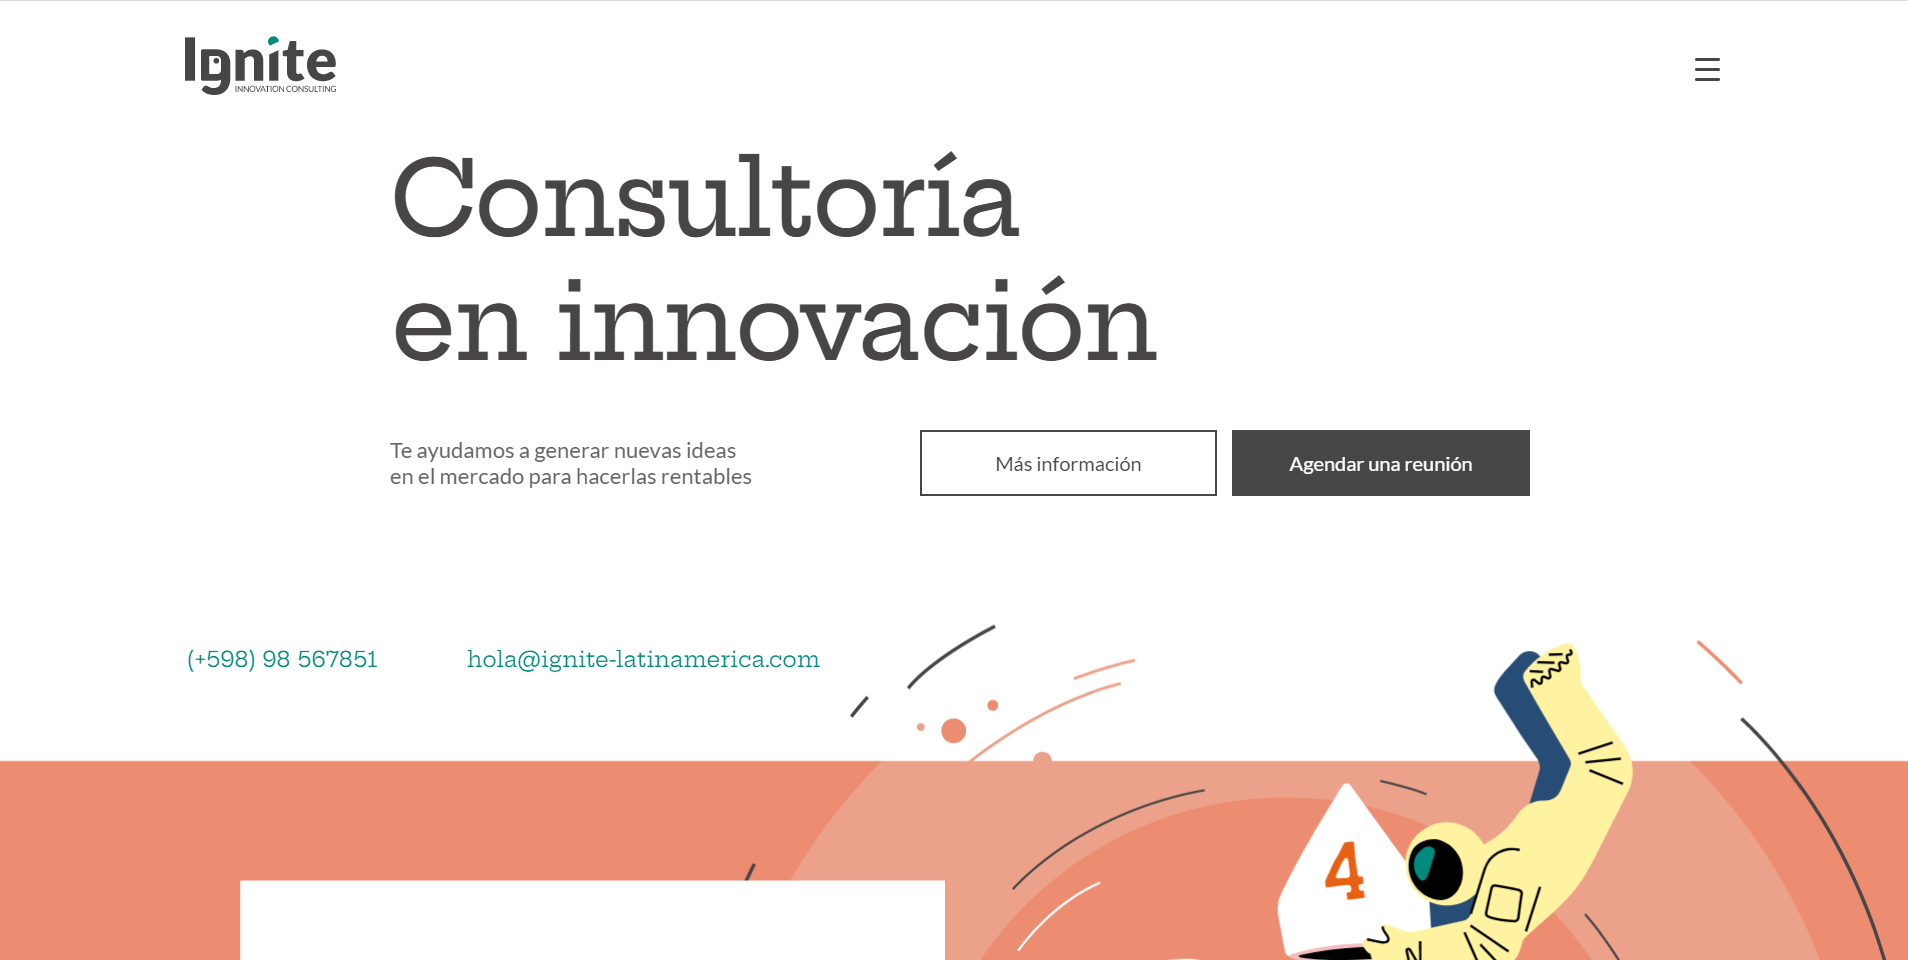 Ignite
INNOVATION CONSULTING
Consultoría
en innovación
Te ayudamos a generar nuevas ideas
en el mercado para hacerlas rentables
Más información
Agendar una reunión
(+598) 98 567851
hola@ignite-latinamerica.com
4